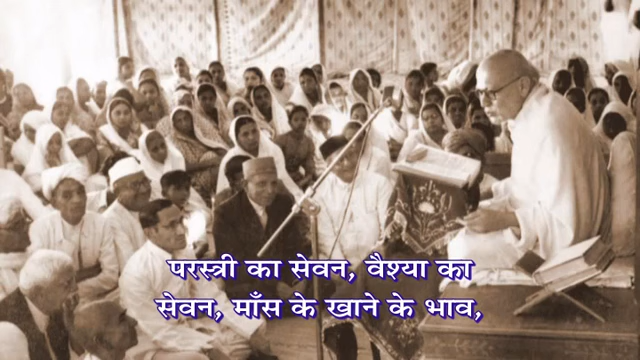 परस्त्री का सेवन, वैश्या का
सेवन, माँस के खाने के भाव,